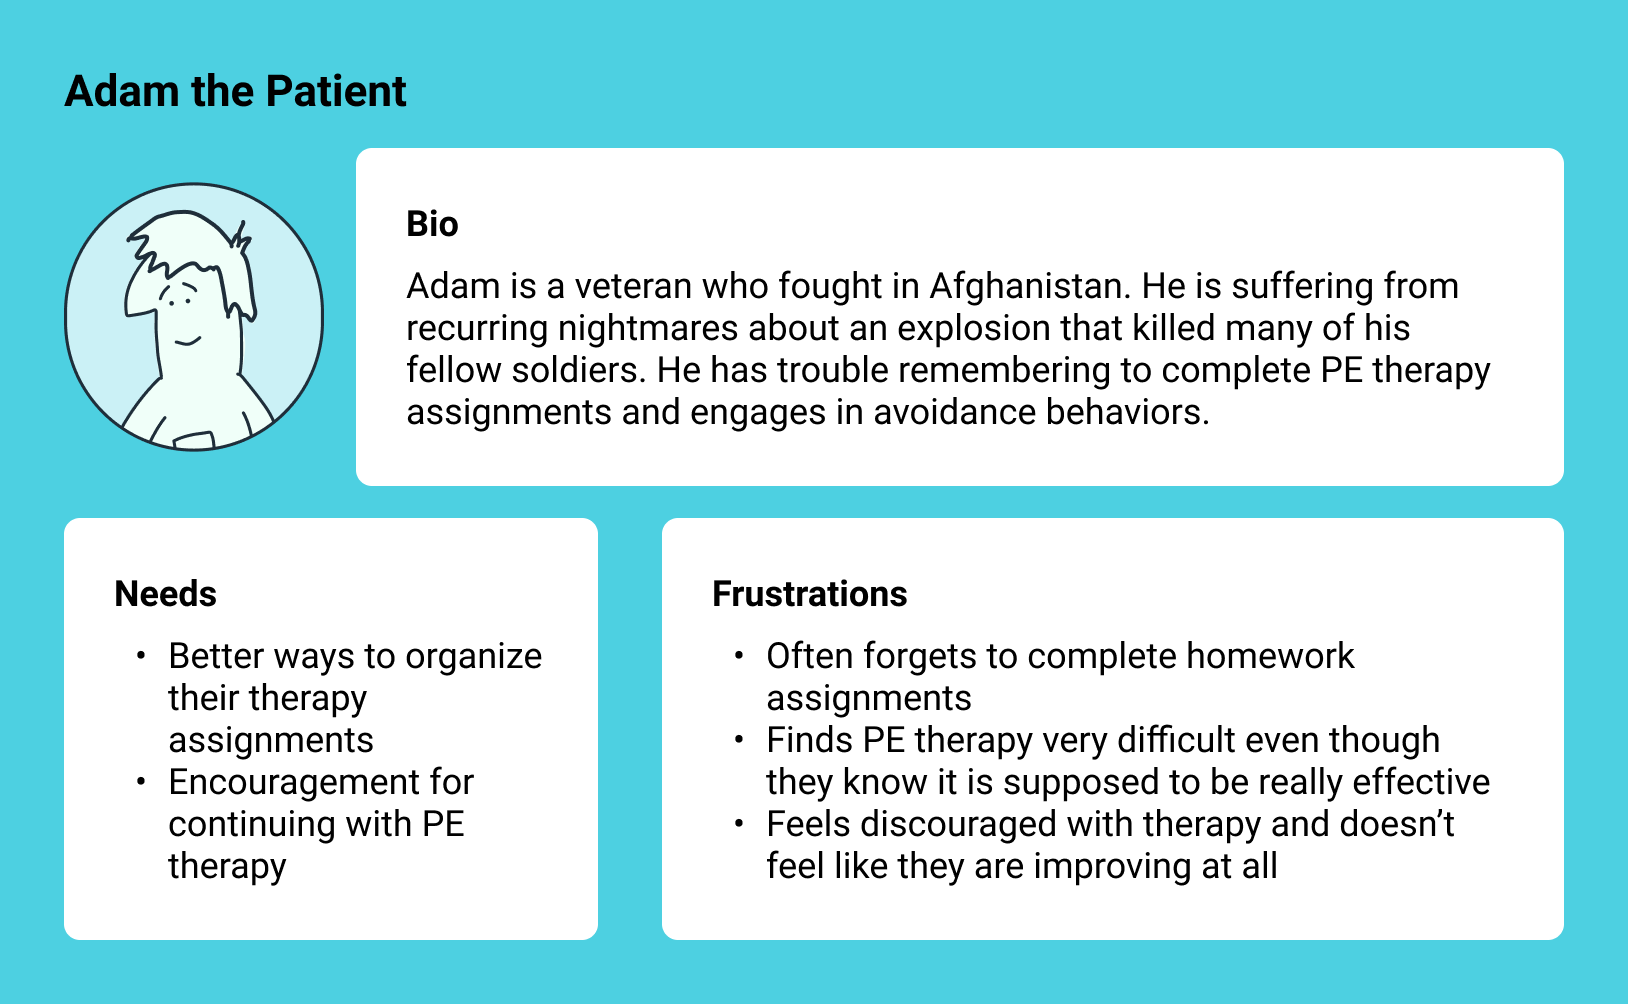 Adam the Patient
Bio
Adam is a veteran who fought in Afghanistan. He is suffering from
recurring nightmares about an explosion that killed many of his
fellow soldiers. He has trouble remembering to complete PE therapy
assignments and engages in avoidance behaviors.
Needs
• Better ways to organize
their therapy
assignments
• Encouragement for
continuing with PE
therapy
Frustrations
• Often forgets to complete homework
assignments
• Finds PE therapy very difficult even though
they know it is supposed to be really effective
• Feels discouraged with therapy and doesn’t
feel like they are improving at all